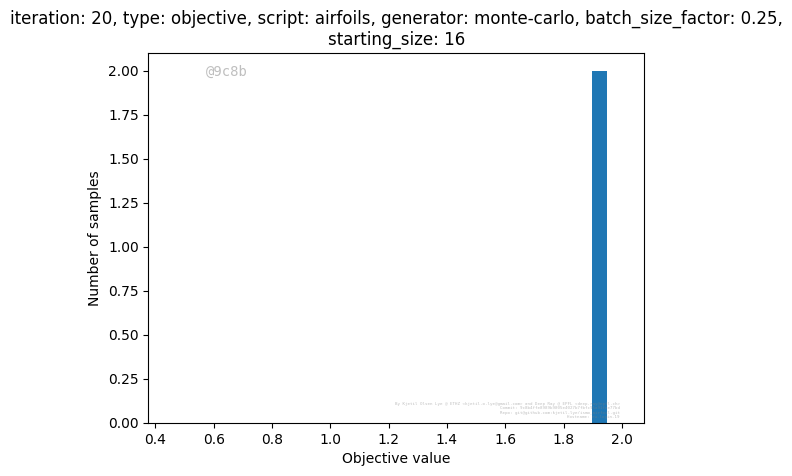 iteration: 20, type: objective, script: airfoils, generator: monte-carlo, batch_size_factor: 0.25,
starting_size: 16
@9c8b
2.00
1.75
1.50
1.25
1.00
0.75
0.50
0.25
0.00
Number of samples
0.4 0.6 0.8 1.0 1.2 1.4 1.6 1.8 2.0
Objective value